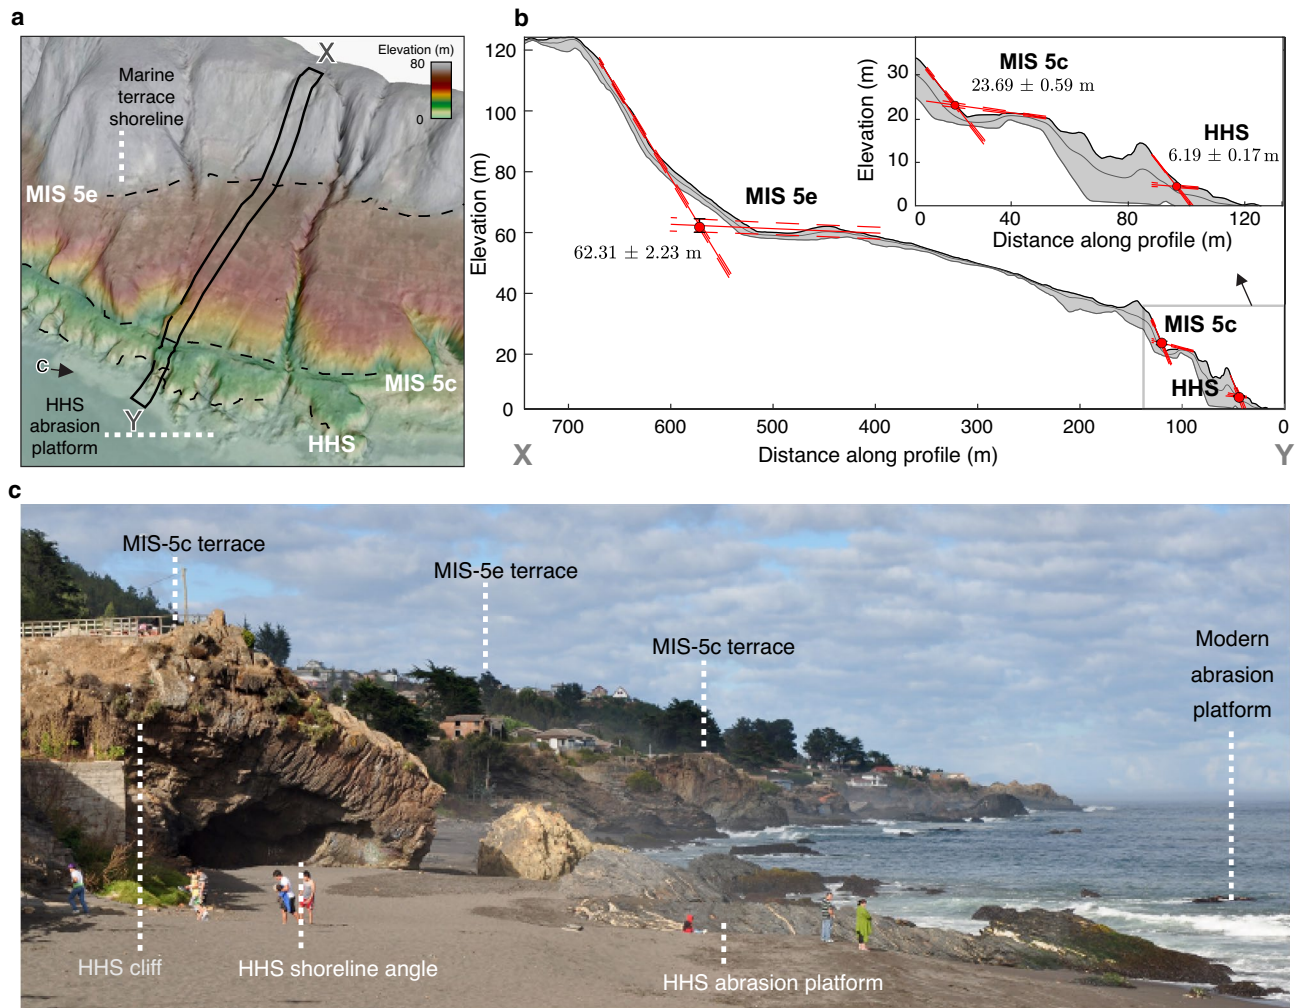 a
X
Elevation (m)
80
0
Marine
terrace
shoreline
MIS 5e
MIS 5c
C
Y
HHS
abrasion
platform
HHS
b
Elevation (m)
120
100
80
60
40
20
0
MIS 5e
62.31 ± 2.23 m
MIS 5c
HHS
700
600
500
400
300
200
100
0
X
Distance along profile (m)
Y
Elevation (m)
30
20
10
0
MIS 5c
23.69 ± 0.59 m
HHS
6.19 ± 0.17 m
0
40
80
120
Distance along profile (m)
c
MIS-5c terrace
MIS-5e terrace
MIS-5c terrace
Modern
abrasion
platform
HHS cliff
HHS shoreline angle
HHS abrasion platform